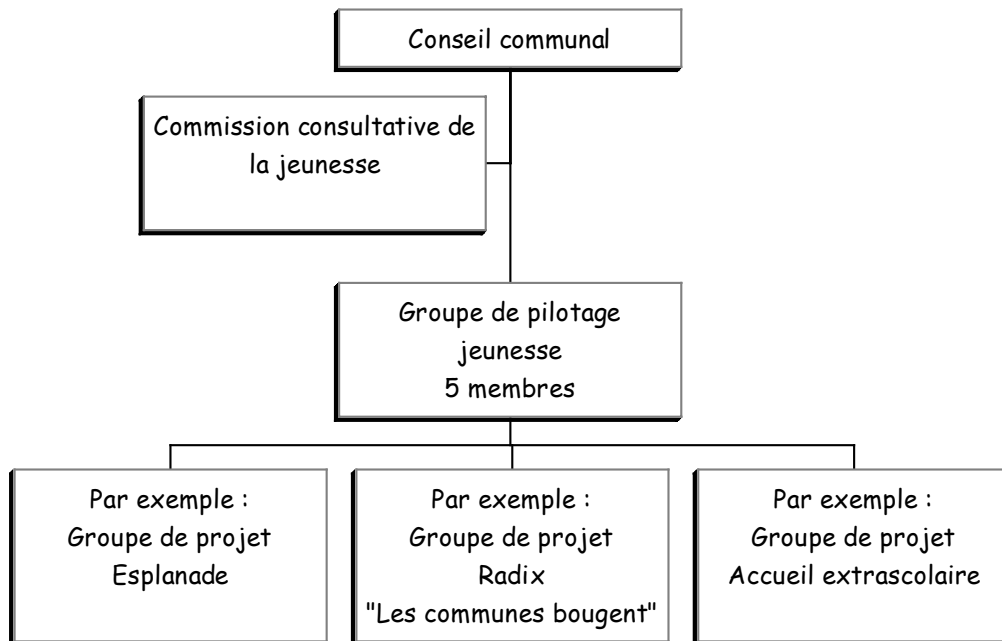 Conseil communal
Commission consultative de
la jeunesse
Groupe de pilotage
jeunesse
5 membres
Par exemple :
Groupe de projet
Esplanade
Par exemple :
Groupe de projet
Radix
"Les communes bougent"
Par exemple :
Groupe de projet
Accueil extrascolaire